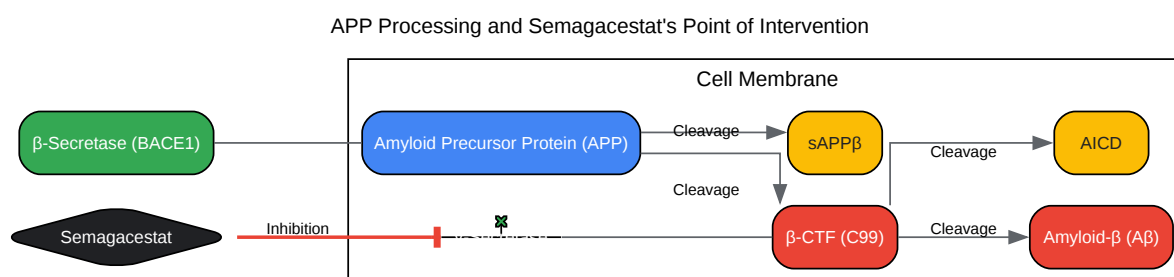 APP Processing and Semagacestat's Point of Intervention
Cell Membrane
β-Secretase (BACE1)
Amyloid Precursor Protein (APP)
Cleavage
sAPPβ
Cleavage
AICD
Cleavage
Semagacestat
Inhibition
β-CTF (C99)
Cleavage
Amyloid-β (Aβ)